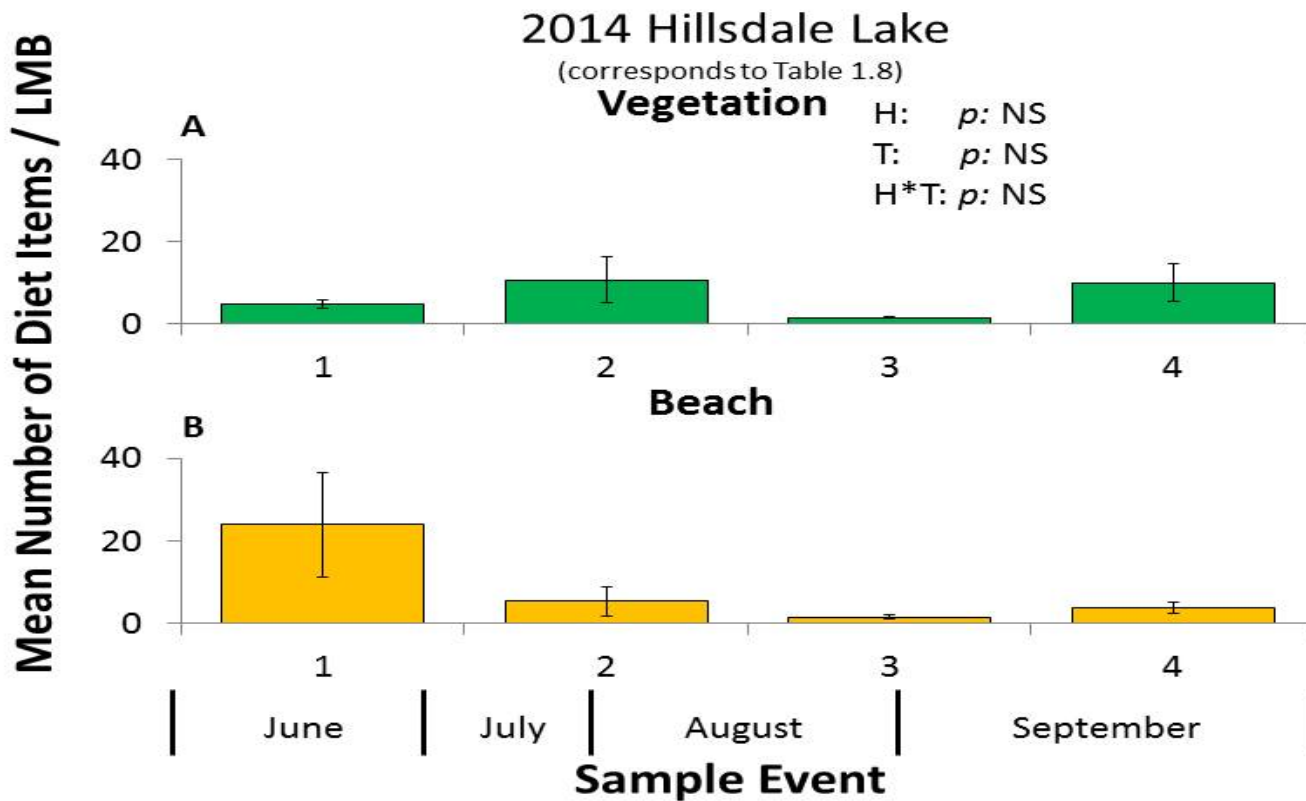 2014 Hillsdale Lake
(corresponds to Table 1.8)
Vegetation
H: p: NS
T: p: NS
H*T: p: NS
Mean Number of Diet Items / LMB
A
40
20
0
1 2 3 4
Beach
B
40
20
0
1 2 3 4
June July August September
Sample Event